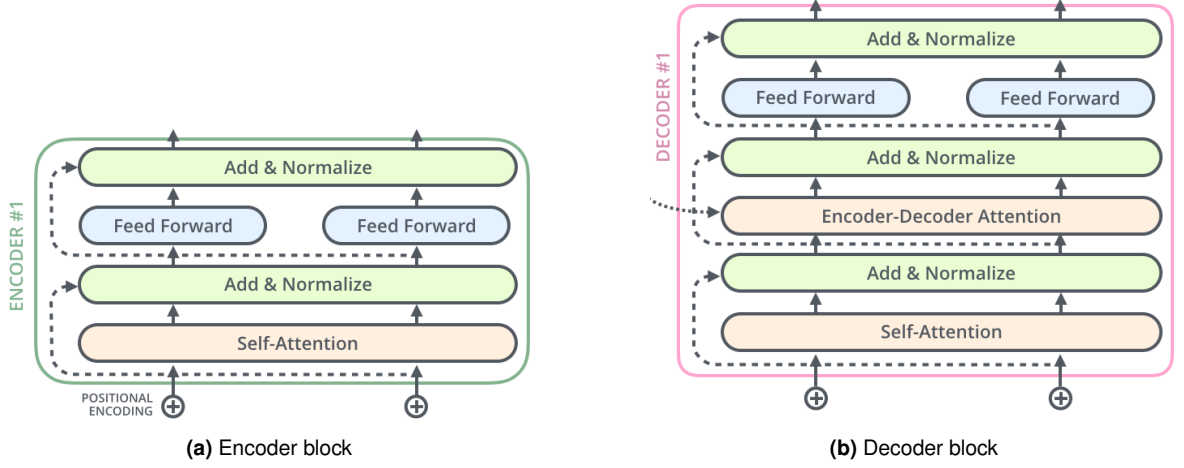 ENCODER #1
Add & Normalize
Feed Forward
Feed Forward
Add & Normalize
Self-Attention
POSITIONAL
ENCODING
(a) Encoder block
DECODER #1
Add & Normalize
Feed Forward
Feed Forward
Add & Normalize
Encoder-Decoder Attention
Add & Normalize
Self-Attention
(b) Decoder block